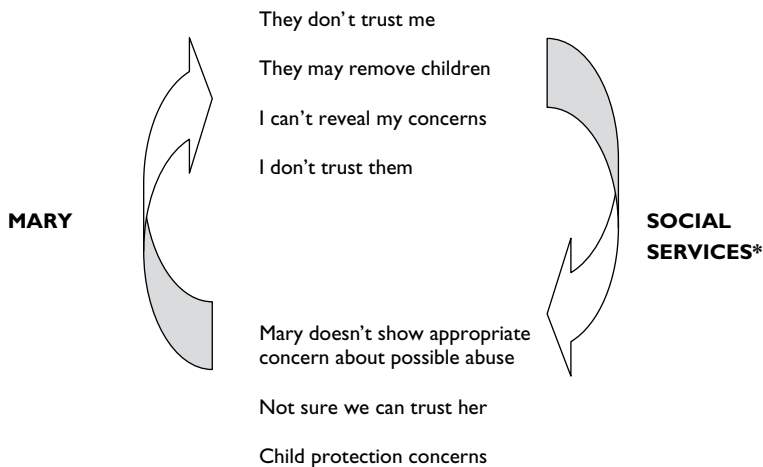 They don't trust me
They may remove children
I can't reveal my concerns
I don't trust them
MARY
SOCIAL
SERVICES*
Mary doesn't show appropriate
concern about possible abuse
Not sure we can trust her
Child protection concerns